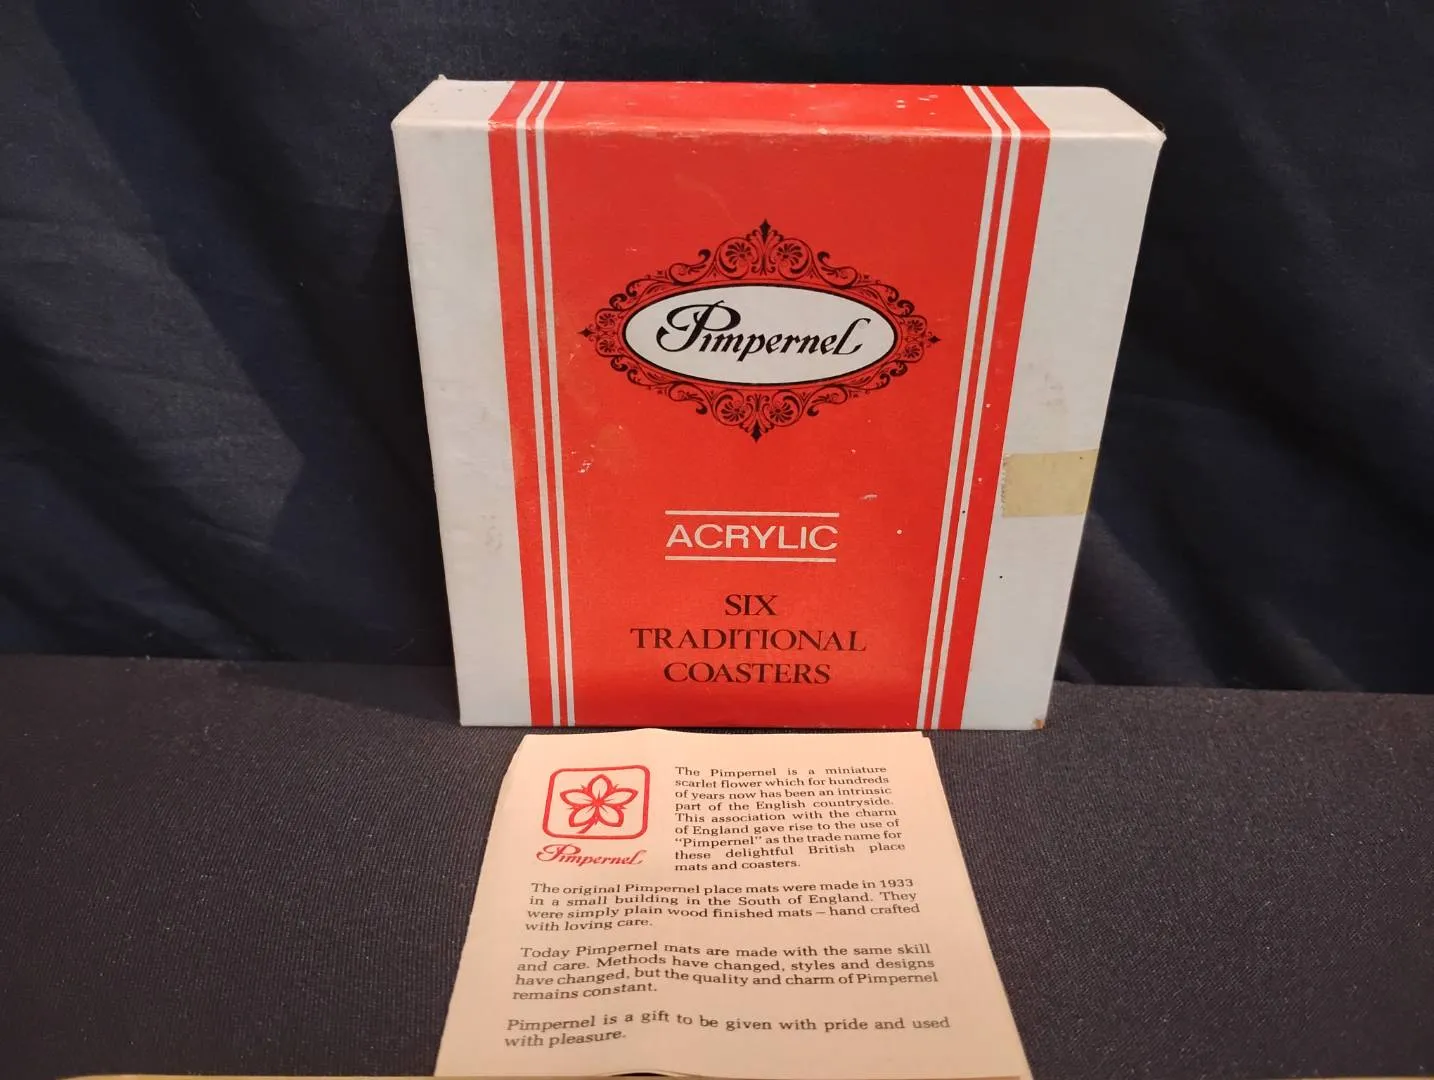 Pimpernel
ACRYLIC
SIX
TRADITIONAL
COASTERS
Pimpernel
The Pimpernel is a miniature
scarlet flower which for hundreds
of years now has been an intrinsic
part of the English countryside.
This association with the charm
of England gave rise to the use of
"Pimpernel" as the trade name for
these delightful British place
mats and coasters.
The original Pimpernel place mats were made in 1933
in a small building in the South of England. They
were simply plain wood finished mats – hand crafted
with loving care.
Today Pimpernel mats are made with the same skill
and care. Methods have changed, styles and designs
have changed, but the quality and charm of Pimpernel
remains constant.
Pimpernel is a gift to be given with pride and used
with pleasure.